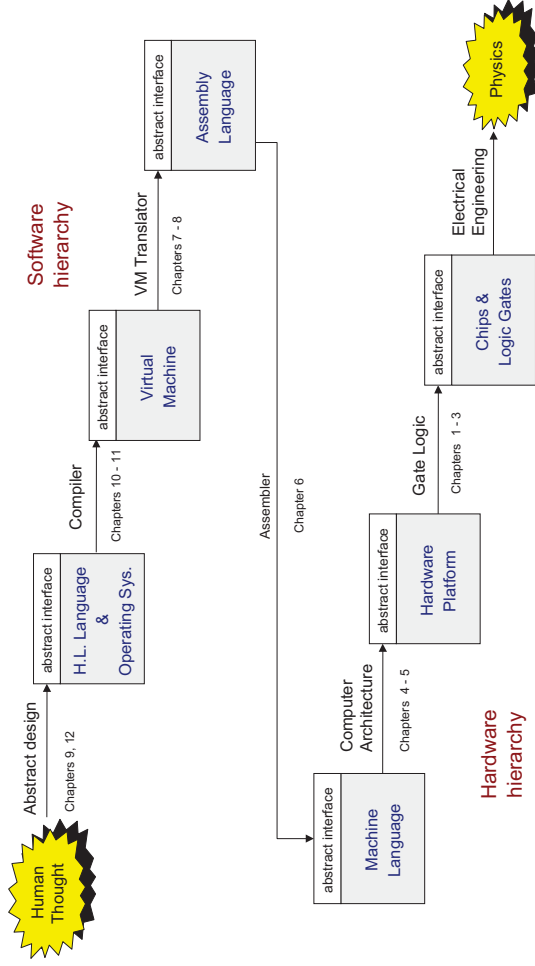 Human
Thought
Abstract design
Chapters 9, 12
abstract interface
H.L. Language
&
Operating Sys.
Compiler
Chapters 10 - 11
abstract interface
Virtual
Machine
Software
hierarchy
VM Translator
Chapters 7 - 8
abstract interface
Assembly
Language
Assembler
Chapter 6
abstract interface
Machine
Language
Computer
Architecture
Chapters 4 - 5
Hardware
hierarchy
abstract interface
Hardware
Platform
Gate Logic
Chapters 1 - 3
abstract interface
Chips &
Logic Gates
Electrical
Engineering
Physics